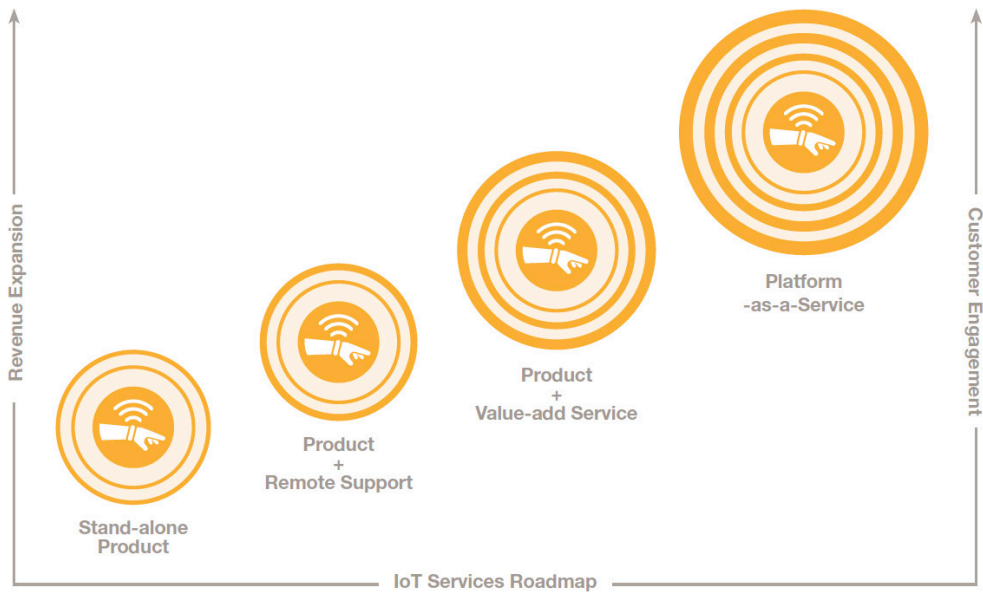 Revenue Expansion
Customer Engagement
Stand-alone
Product
Product
+
Remote Support
Product
+
Value-add Service
Platform
-as-a-Service
IoT Services Roadmap